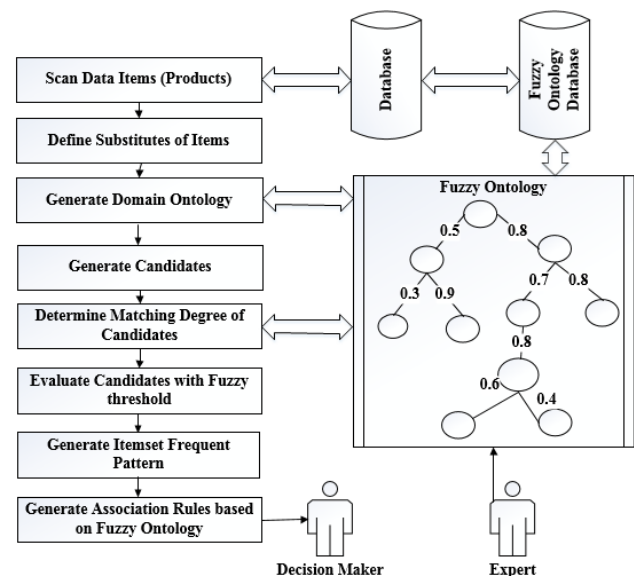 Scan Data Items (Products)
Define Substitutes of Items
Generate Domain Ontology
Generate Candidates
Determine Matching Degree of
Candidates
Evaluate Candidates with Fuzzy
threshold
Generate Itemset Frequent
Pattern
Generate Association Rules based
on Fuzzy Ontology
Database
Fuzzy
Ontology
Database
Fuzzy Ontology
0.5
0.8
0.3
0.9
0.7
0.8
0.8
0.6
0.4
Decision Maker
Expert